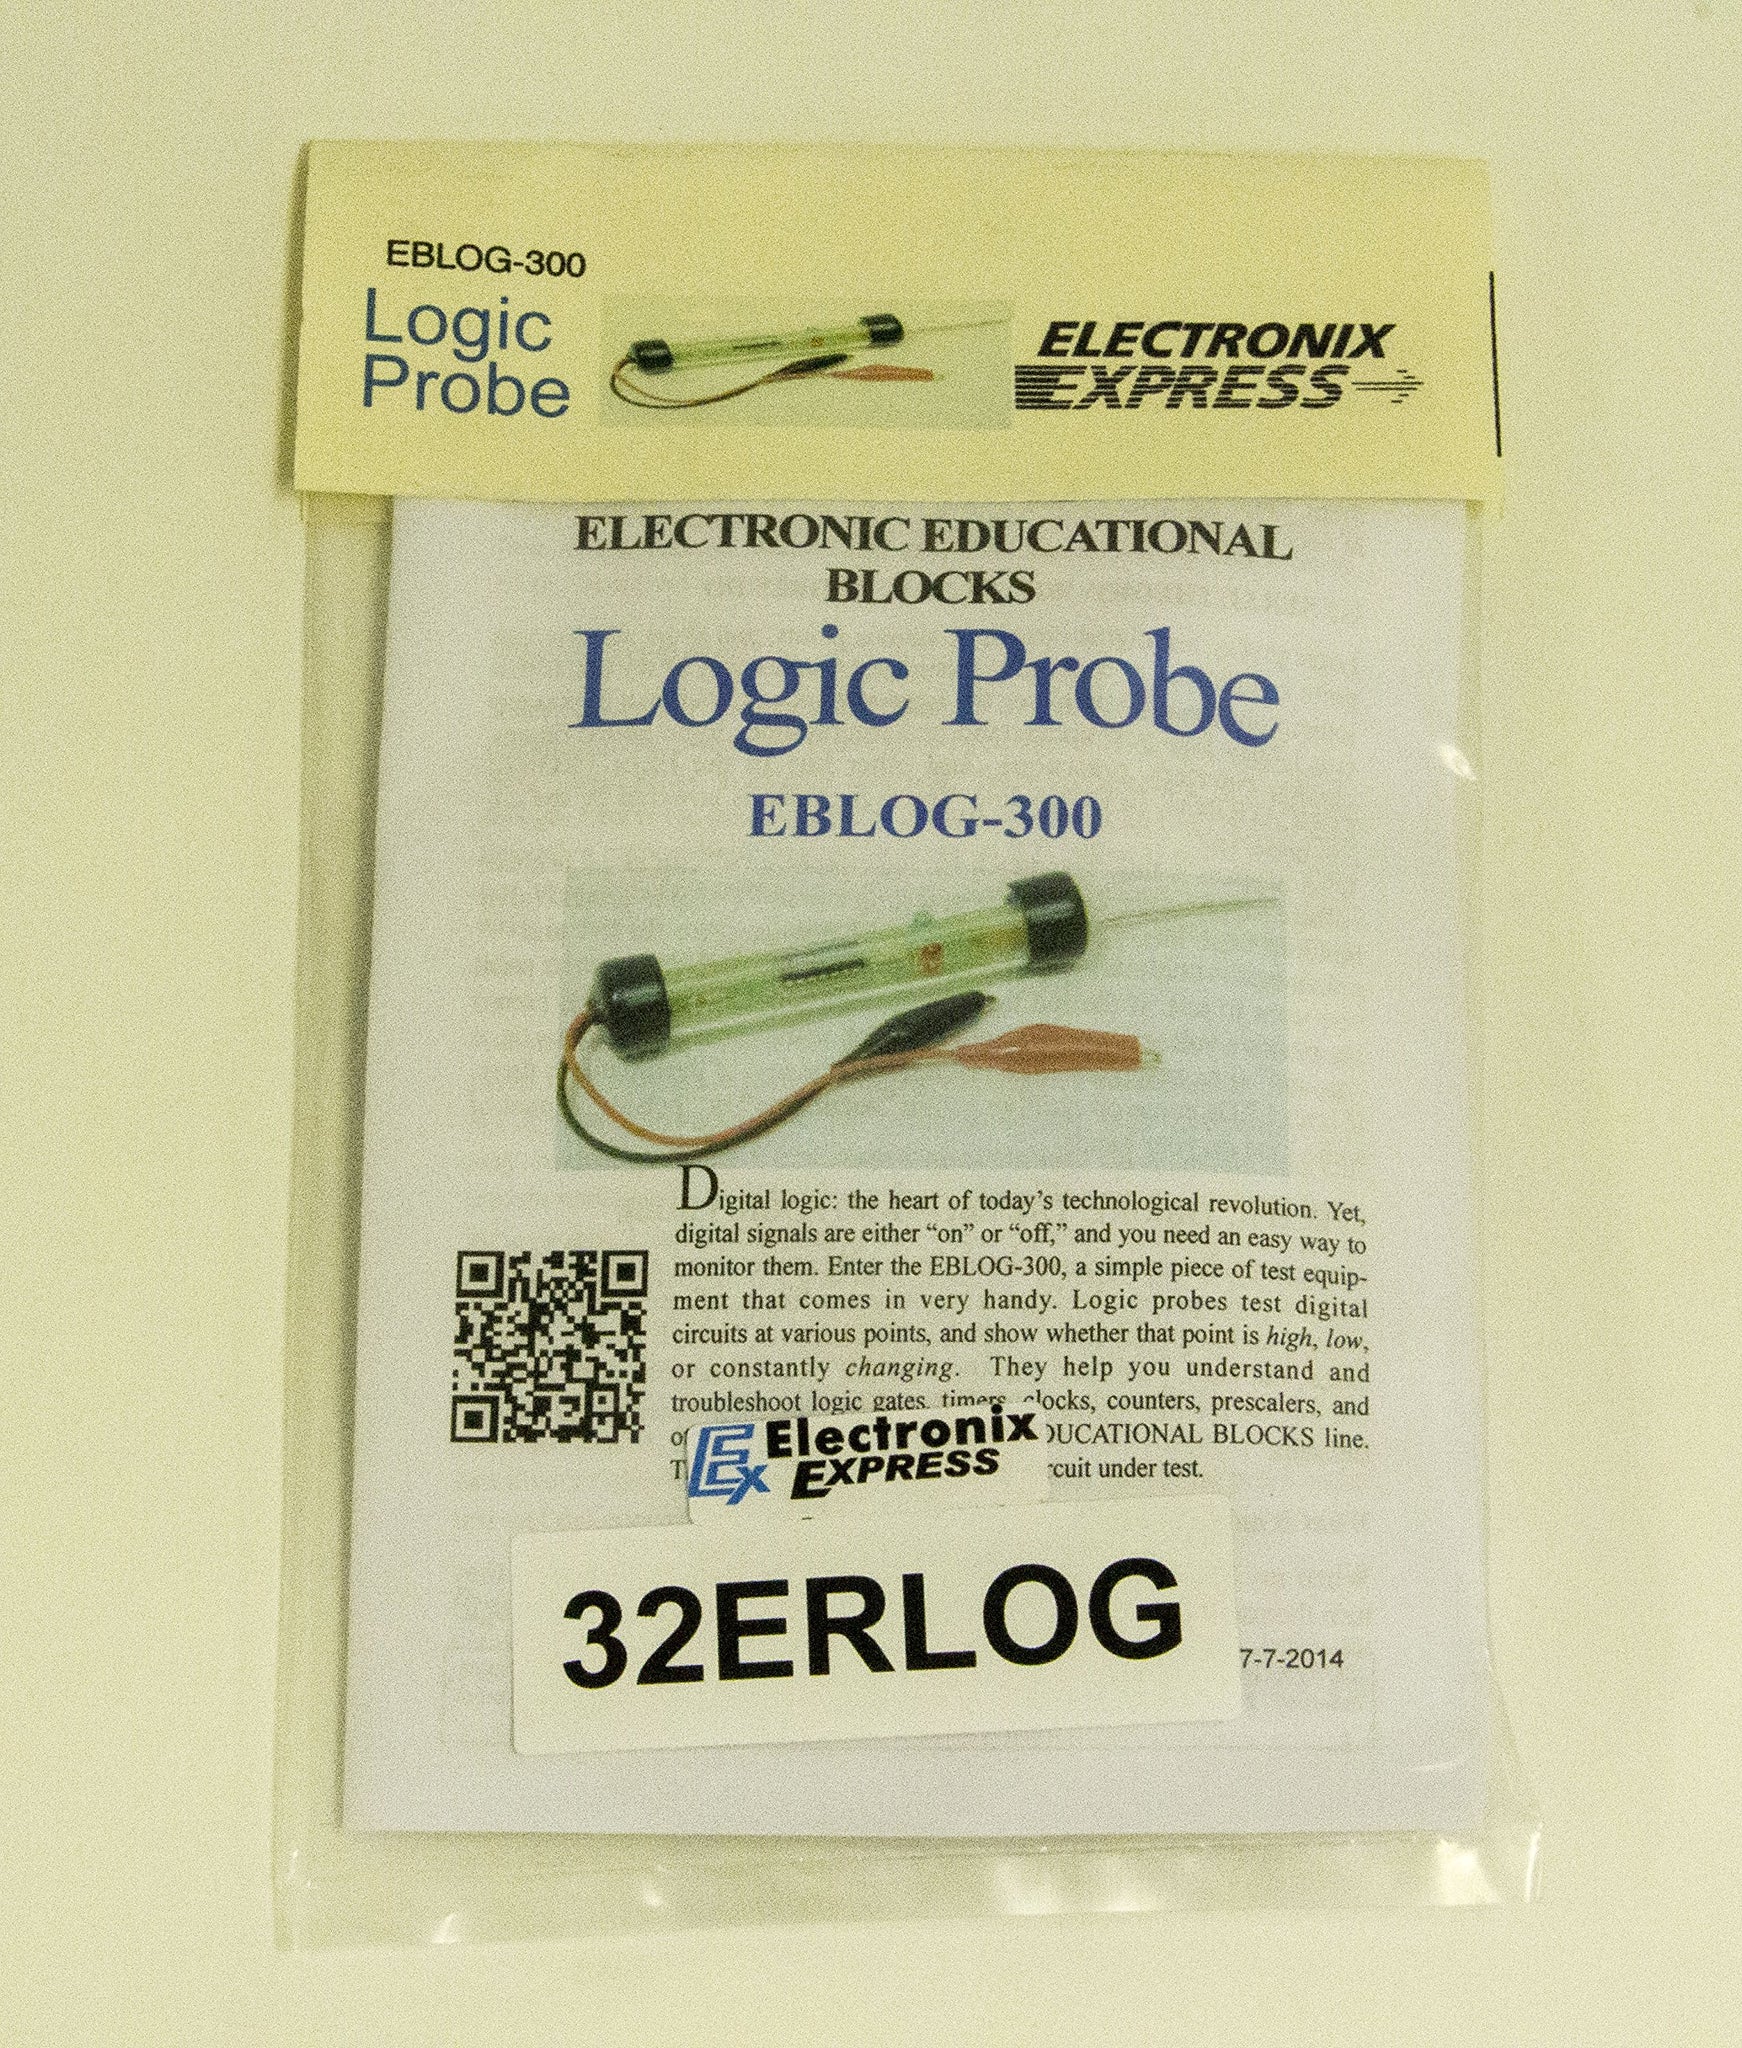 EBLOG-300
Logic
Probe
ELECTRONIX
EXPRESS
ELECTRONIC EDUCATIONAL
BLOCKS
Logic Probe
EBLOG-300
Digital logic: the heart of today's technological revolution. Yet,
digital signals are either “on” or “off,” and you need an easy way to
monitor them. Enter the EBLOG-300, a simple piece of test equip-
ment that comes in very handy. Logic probes test digital
circuits at various points, and show whether that point is high, low,
or constantly changing. They help you understand and
troubleshoot logic gates, timers, clocks, counters, prescalers, and
EDUCATIONAL BLOCKS line.
circuit under test.
EEX Electronix
EXPRESS
32ERLOG
7-7-2014